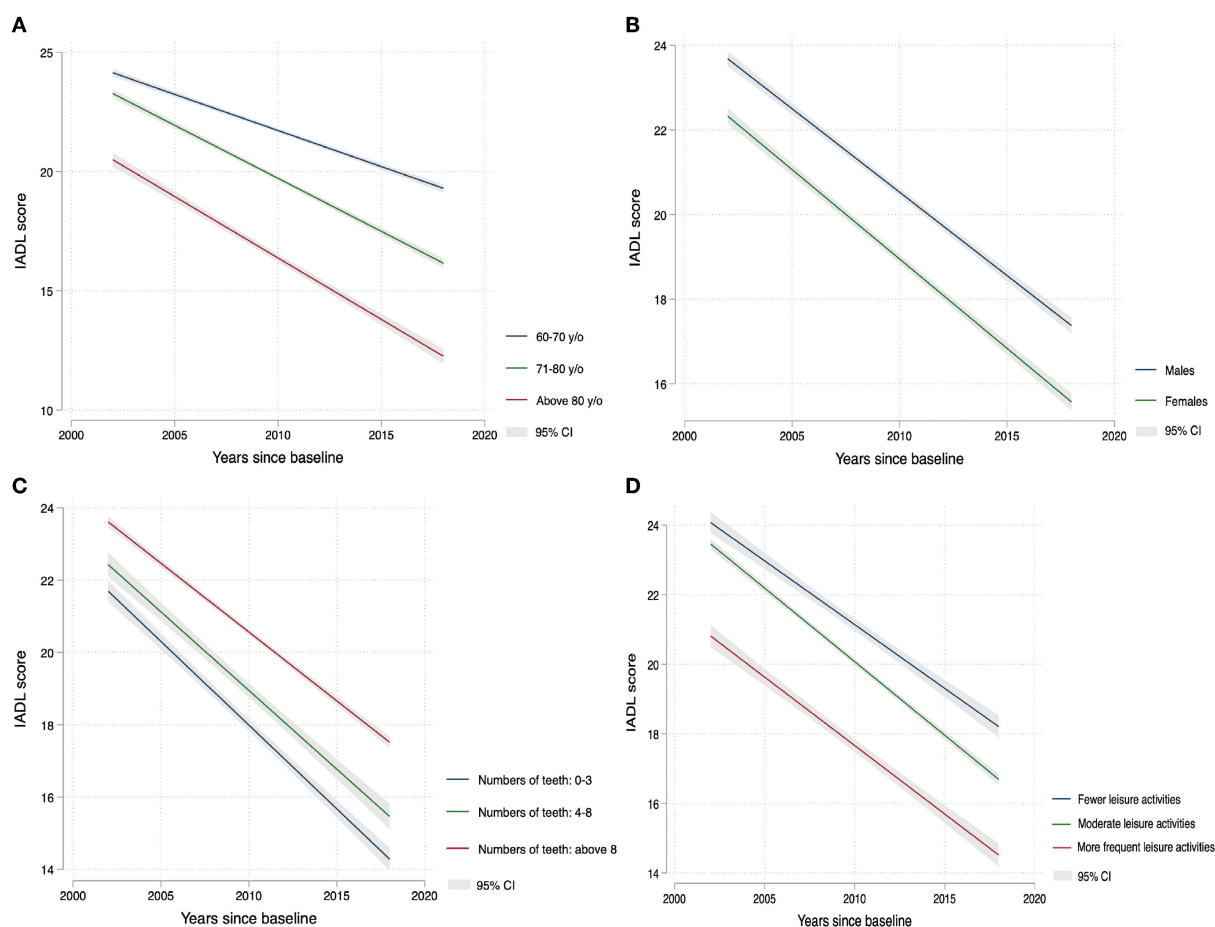 A
25
20
15
10
IADL score
2000
2005
2010
2015
2020
Years since baseline
60-70 y/o
71-80 y/o
Above 80 y/o
95% CI
B
24
22
20
18
16
IADL score
2000
2005
2010
2015
2020
Years since baseline
Males
Females
95% CI
C
24
22
20
18
16
14
IADL score
2000
2005
2010
2015
2020
Years since baseline
Numbers of teeth: 0-3
Numbers of teeth: 4-8
Numbers of teeth: above 8
95% CI
D
24
22
20
18
16
14
IADL score
2000
2005
2010
2015
2020
Years since baseline
Fewer leisure activities
Moderate leisure activities
More frequent leisure activities
95% CI